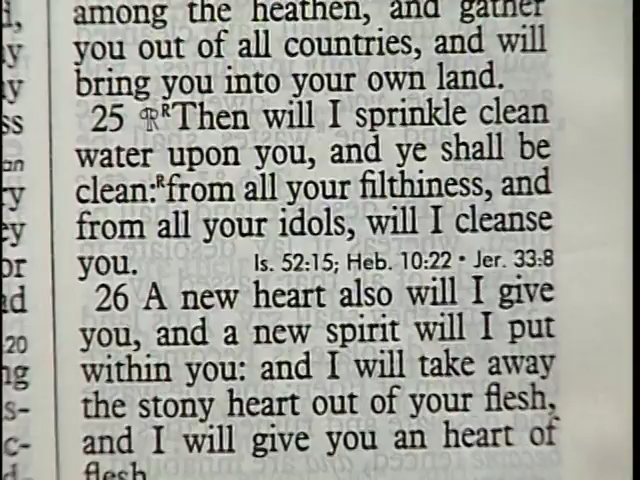 among the heathen, and gather
you out of all countries, and will
bring you into your own land.
25 ¶ᴿThen will I sprinkle clean
water upon you, and ye shall be
clean:ᴿfrom all your filthiness, and
from all your idols, will I cleanse
you. Is. 52:15; Heb. 10:22 · Jer. 33:8
26 A new heart also will I give
you, and a new spirit will I put
within you: and I will take away
the stony heart out of your flesh,
and I will give you an heart of
flesh